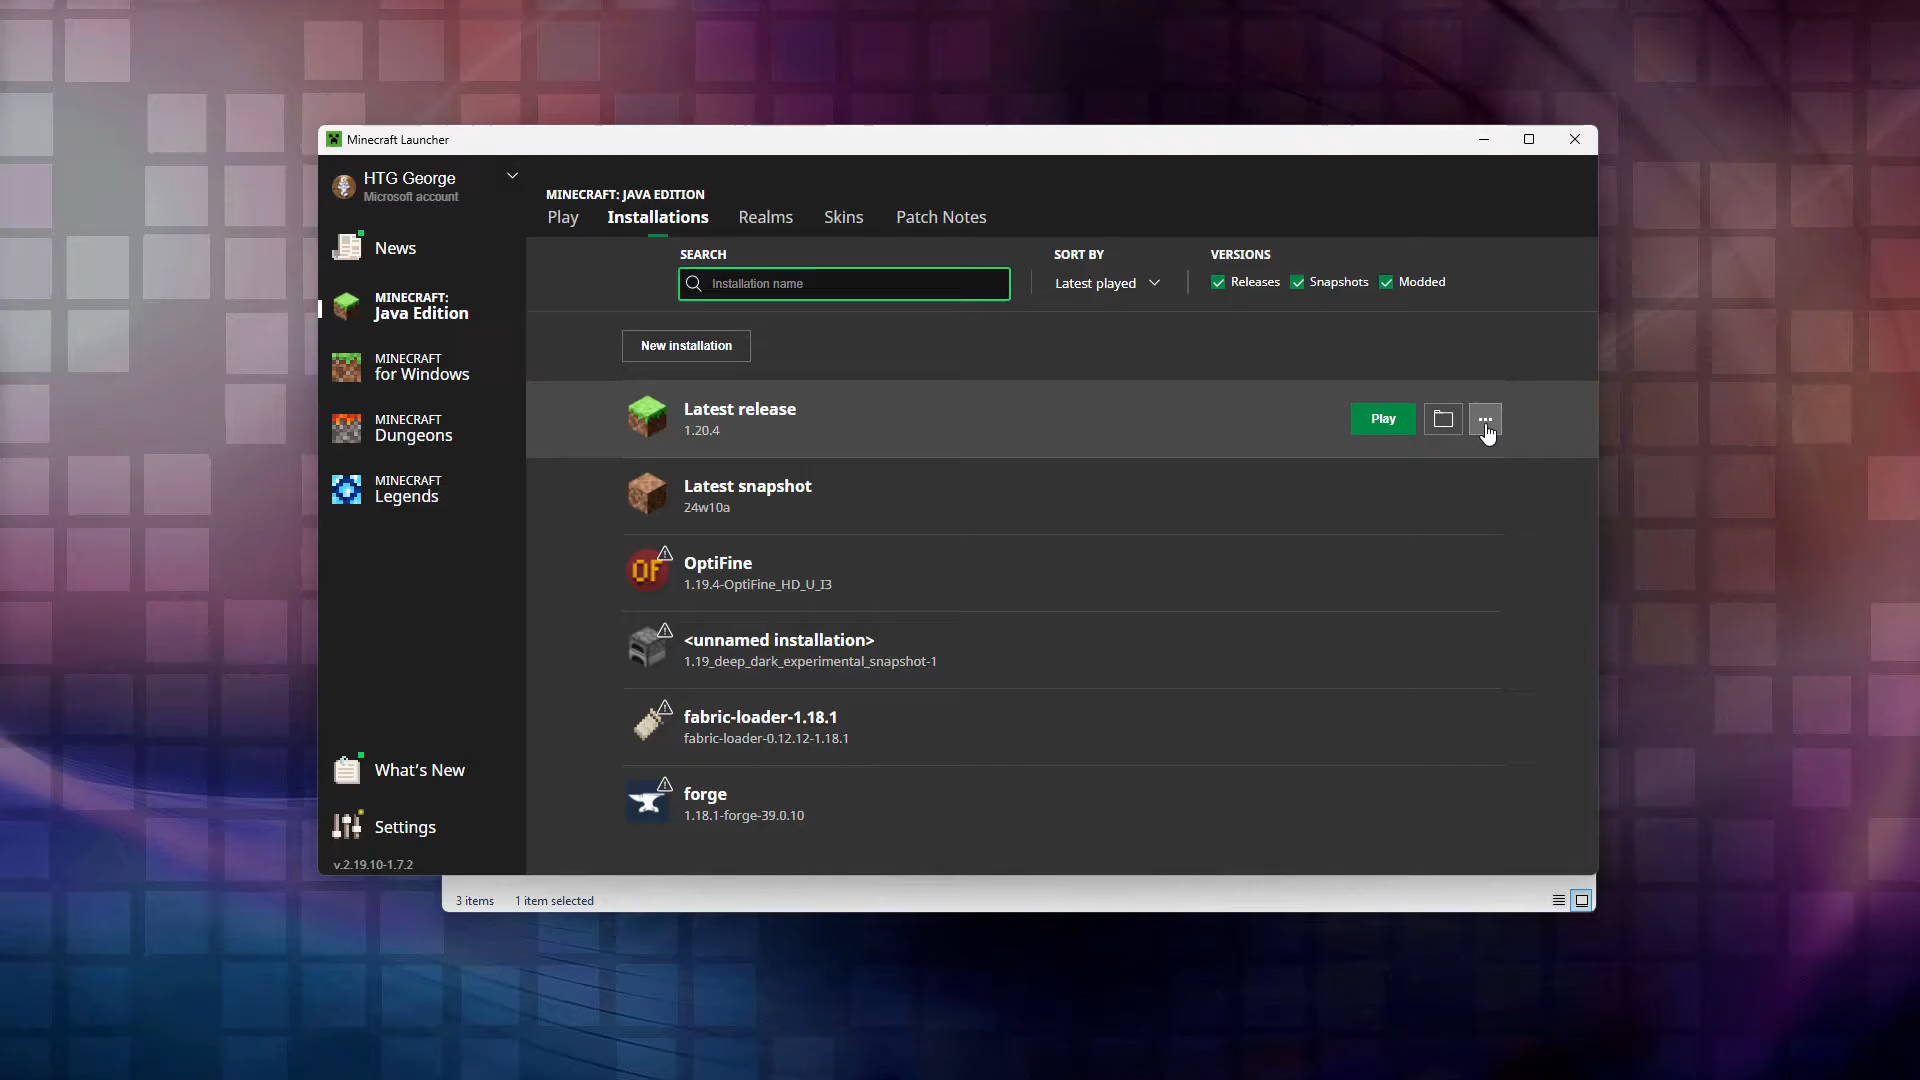 Minecraft Launcher
HTG George
Microsoft account
News
MINECRAFT:
Java Edition
MINECRAFT
for Windows
MINECRAFT
Dungeons
MINECRAFT
Legends
What's New
Settings
v.2.19.10-1.7.2
MINECRAFT: JAVA EDITION
Play Installations Realms Skins Patch Notes
SEARCH SORT BY VERSIONS
Installation name Latest played Releases Snapshots Modded
New installation
Latest release
1.20.4
Play
...
Latest snapshot
24w10a
OF
OptiFine
1.19.4-OptiFine_HD_U_I3
<unnamed installation>
1.19_deep_dark_experimental_snapshot-1
fabric-loader-1.18.1
fabric-loader-0.12.12-1.18.1
forge
1.18.1-forge-39.0.10
3 items 1 item selected